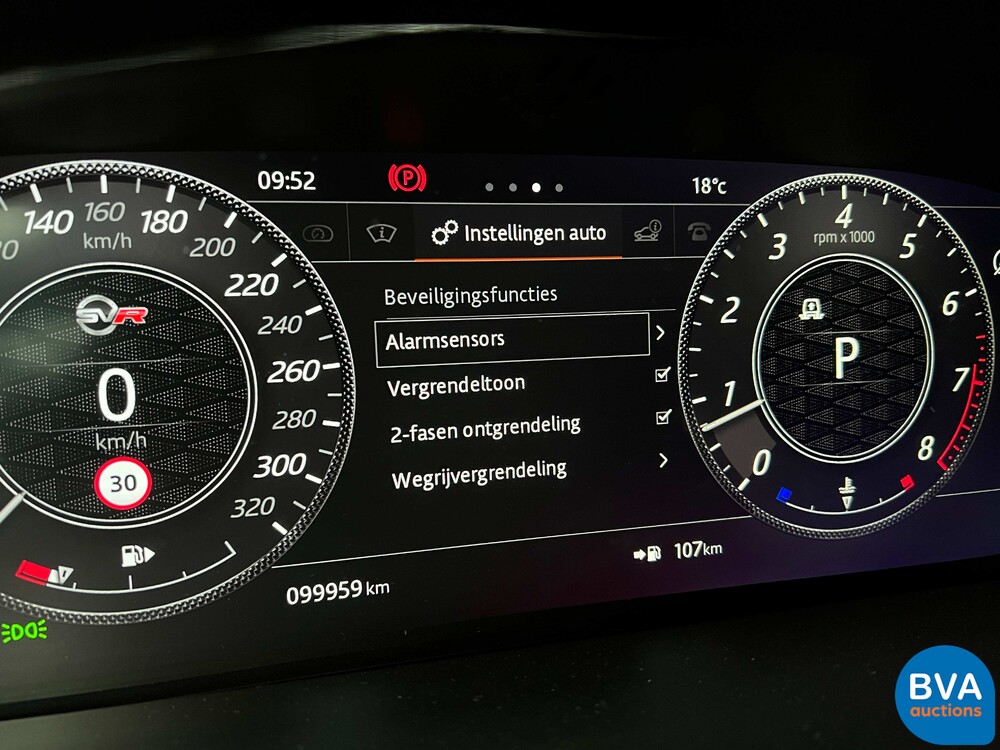 09:52
P
18°c
140
160
180
200
220
240
260
280
300
320
km/h
SVR
0
km/h
30
Instellingen auto
Beveiligingsfuncties
Alarmsensors
Vergrendeltoon
2-fasen ontgrendeling
Wegrijvergrendeling
0
1
2
3
4
5
6
7
8
rpm x 1000
P
099959 km
107 km
BVA
auctions